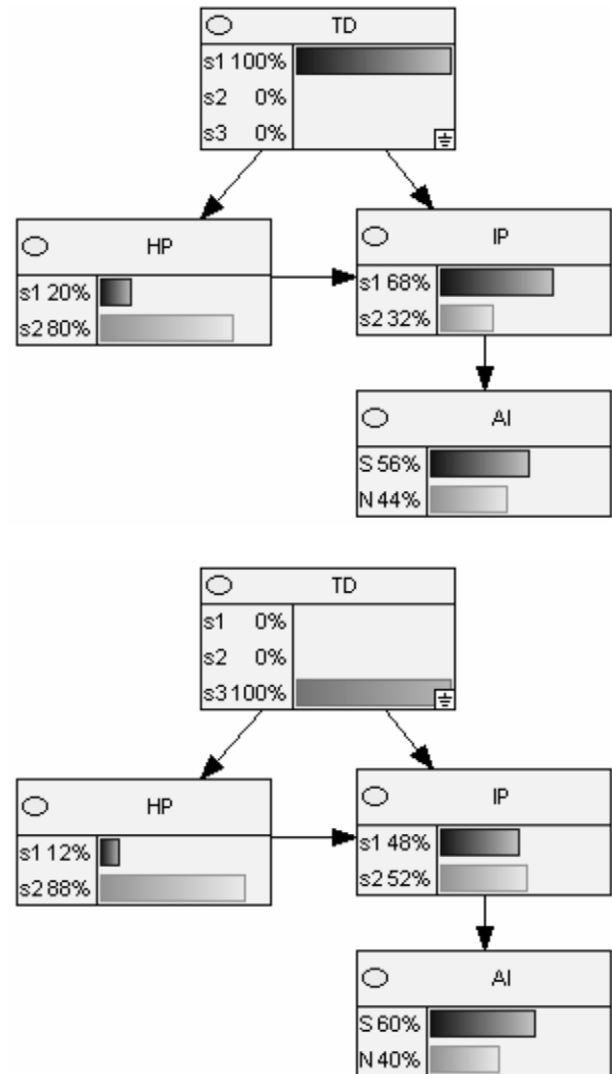 TD
s1 100%
s2 0%
s3 0%
HP
s1 20%
s2 80%
IP
s1 68%
s2 32%
AI
S 56%
N 44%
TD
s1 0%
s2 0%
s3 100%
HP
s1 12%
s2 88%
IP
s1 48%
s2 52%
AI
S 60%
N 40%